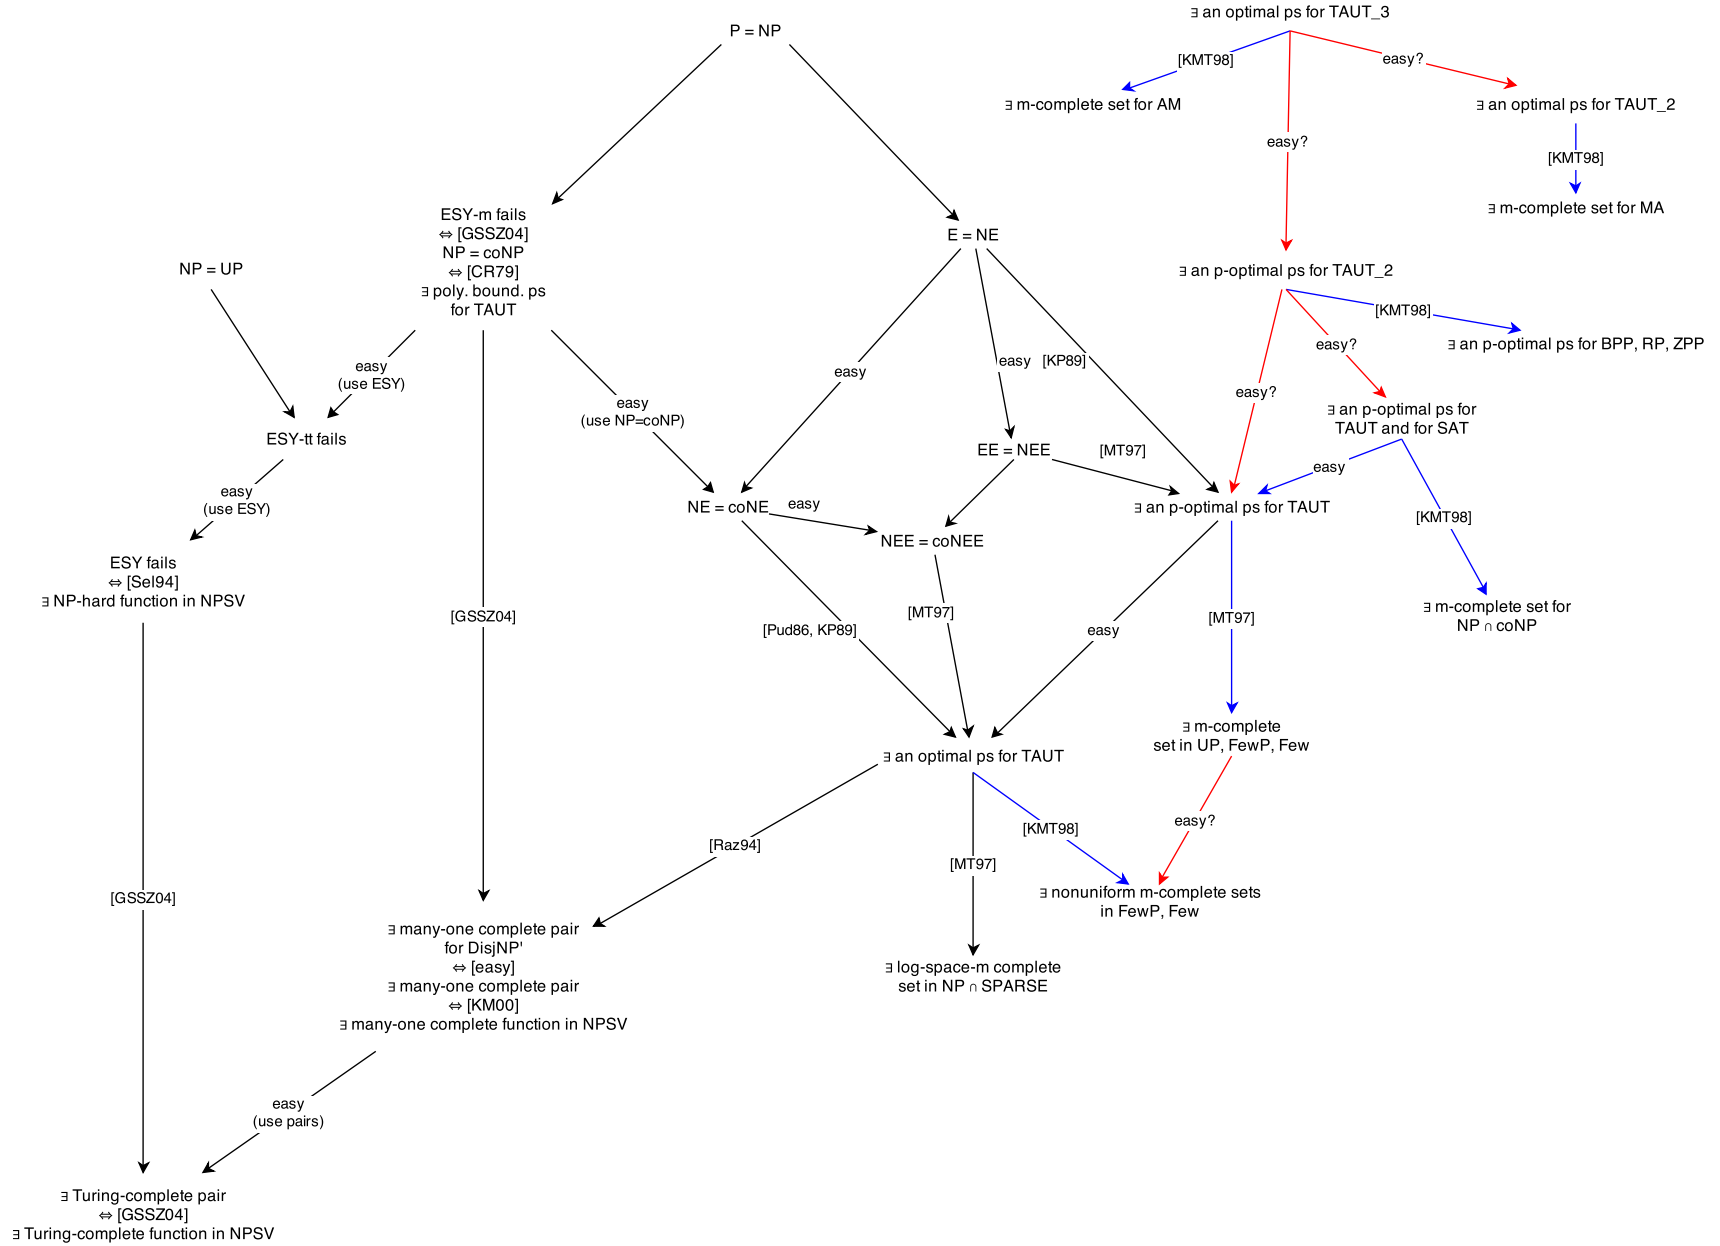 ∃ an optimal ps for TAUT_3
P = NP
[KMT98]
easy?
∃ m-complete set for AM
∃ an optimal ps for TAUT_2
easy?
[KMT98]
∃ m-complete set for MA
ESY-m fails
⇔ [GSSZ04]
NP = coNP
⇔ [CR79]
∃ poly. bound. ps
for TAUT
E = NE
NP = UP
∃ an p-optimal ps for TAUT_2
[KMT98]
∃ an p-optimal ps for BPP, RP, ZPP
easy?
easy
(use ESY)
easy
easy
[KP89]
easy?
easy
(use NP=coNP)
∃ an p-optimal ps for
TAUT and for SAT
ESY-tt fails
EE = NEE
[MT97]
easy
easy
(use ESY)
NE = coNE
easy
∃ an p-optimal ps for TAUT
[KMT98]
NEE = coNEE
ESY fails
⇔ [Sel94]
∃ NP-hard function in NPSV
∃ m-complete set for
NP ∩ coNP
[GSSZ04]
[Pud86, KP89]
[MT97]
easy
[MT97]
∃ m-complete
set in UP, FewP, Few
∃ an optimal ps for TAUT
easy?
[Raz94]
[KMT98]
[MT97]
[GSSZ04]
∃ nonuniform m-complete sets
in FewP, Few
∃ many-one complete pair
for DisjNP'
⇔ [easy]
∃ many-one complete pair
⇔ [KM00]
∃ many-one complete function in NPSV
∃ log-space-m complete
set in NP ∩ SPARSE
easy
(use pairs)
∃ Turing-complete pair
⇔ [GSSZ04]
∃ Turing-complete function in NPSV